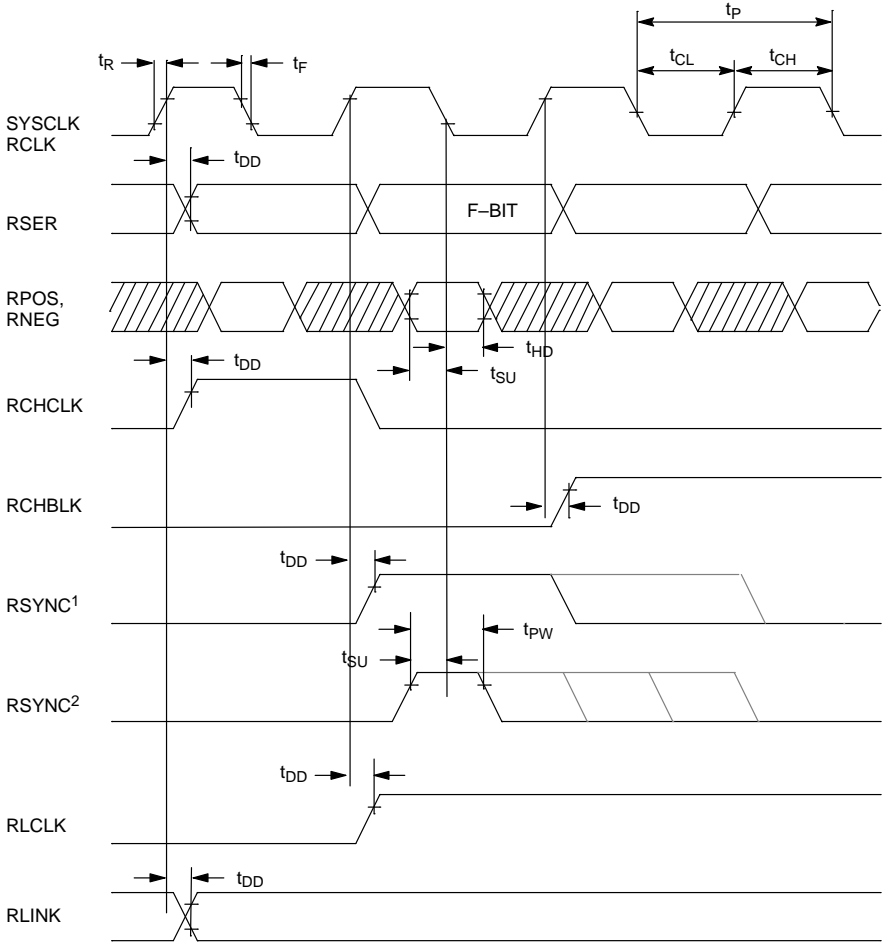 tP
tR
tF
tCL
tCH
SYSCLK
RCLK
tDD
RSER
F–BIT
RPOS,
RNEG
tHD
tDD
tSU
RCHCLK
RCHBLK
tDD
tDD
RSYNC1
tPW
tSU
RSYNC2
tDD
RLCLK
tDD
RLINK